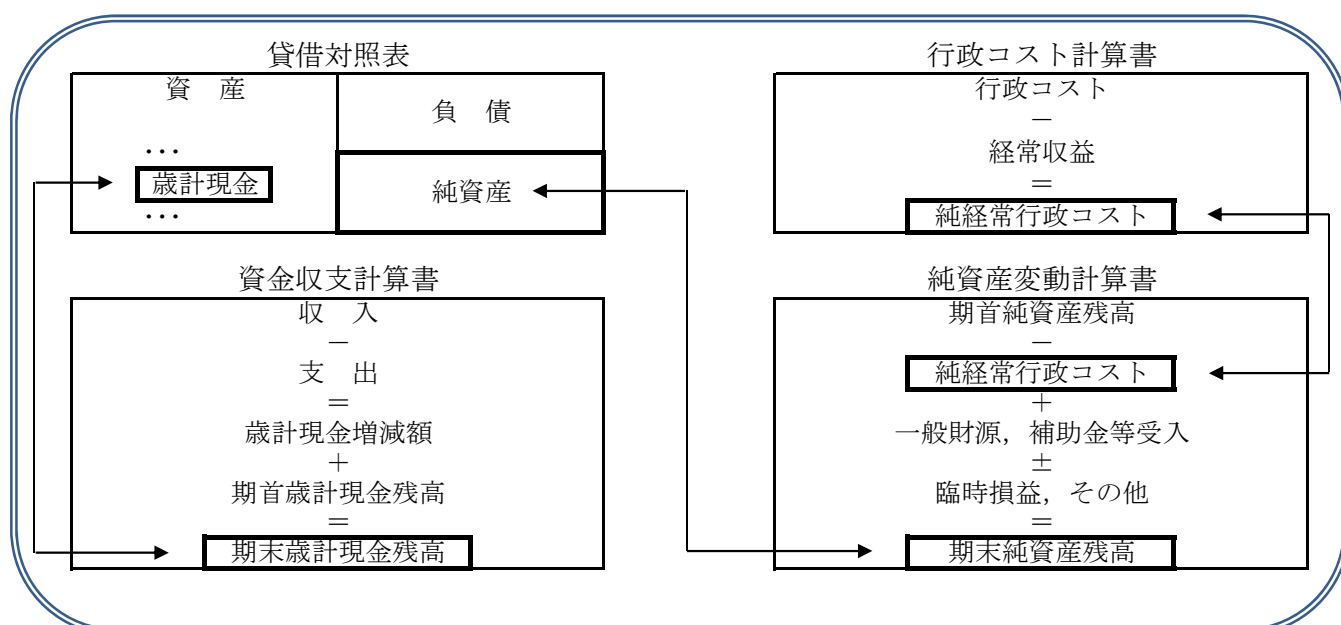 貸借対照表
資　産
負　債
･･･
歳計現金
･･･
純資産
行政コスト計算書
行政コスト
－
経常収益
＝
純経常行政コスト
資金収支計算書
収　入
－
支　出
＝
歳計現金増減額
＋
期首歳計現金残高
＝
期末歳計現金残高
純資産変動計算書
期首純資産残高
－
純経常行政コスト
＋
一般財源，補助金等受入
±
臨時損益，その他
＝
期末純資産残高